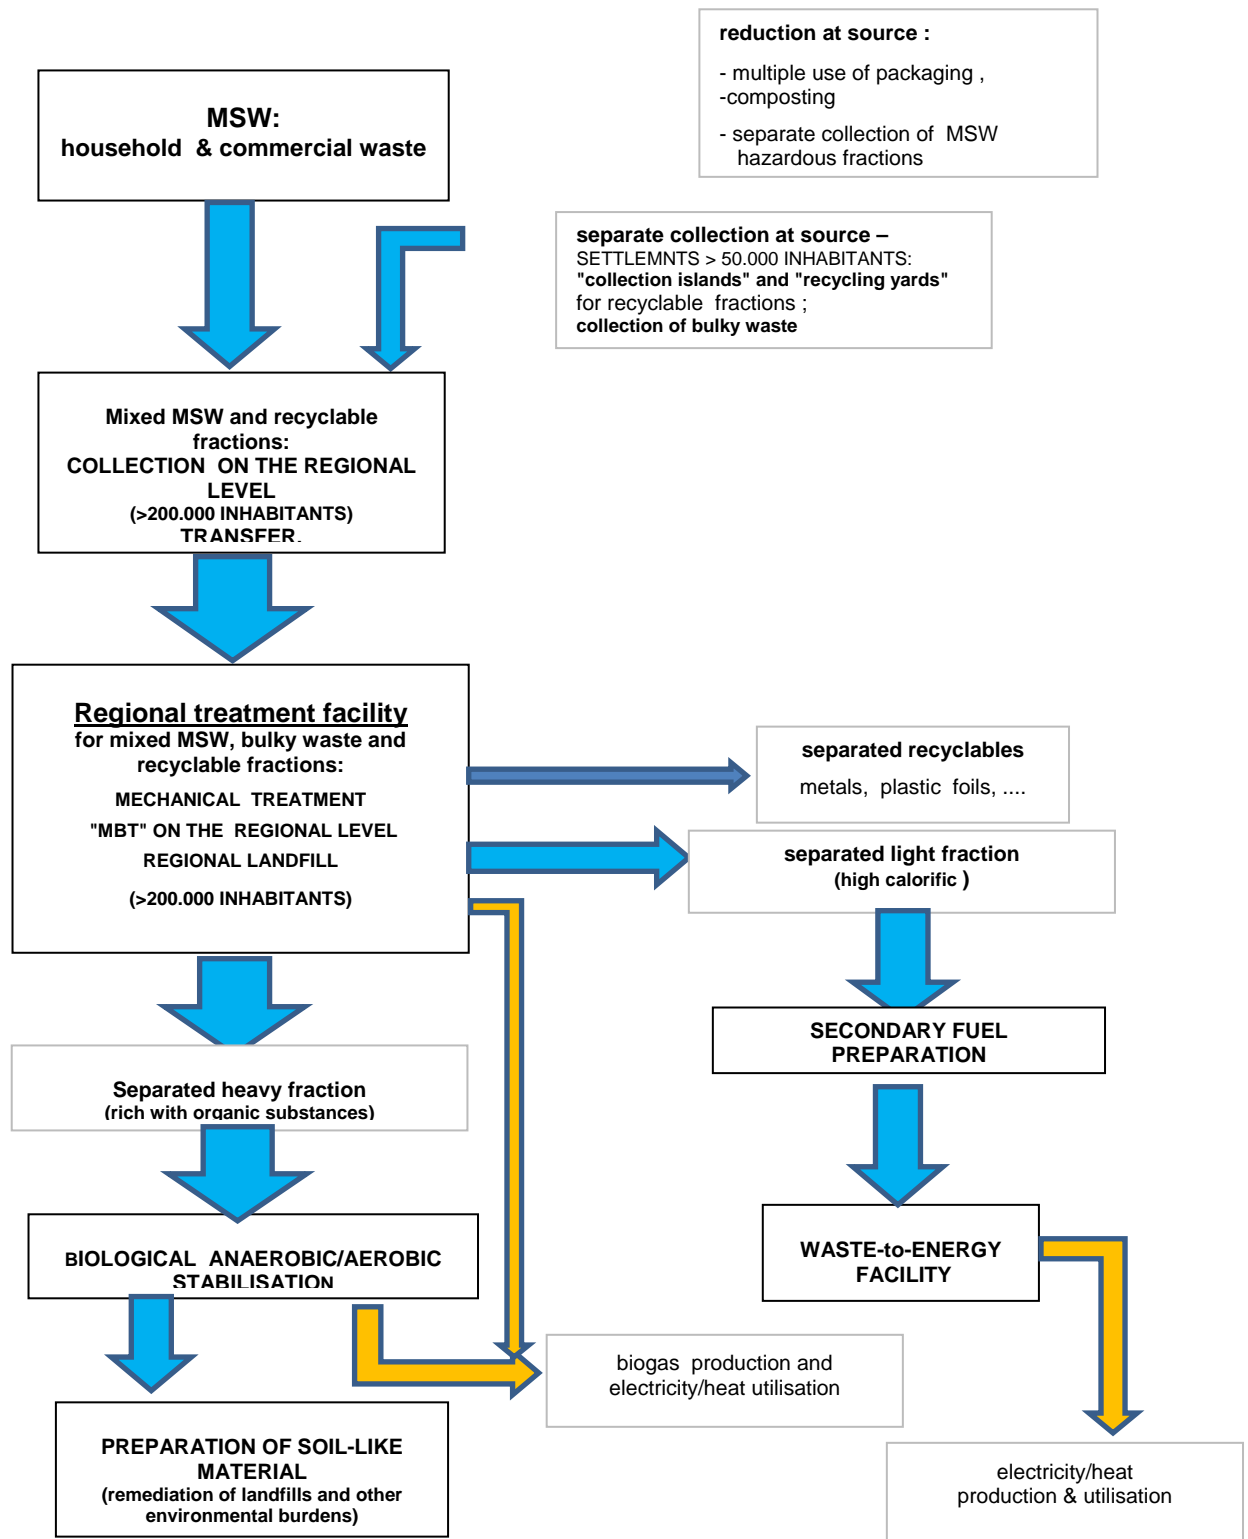 reduction at source :
- multiple use of packaging ,
-composting
- separate collection of  MSW
hazardous fractions
MSW:
household  & commercial waste
separate collection at source –
SETTLEMNTS > 50.000 INHABITANTS:
"collection islands" and "recycling yards"
for recyclable  fractions ;
collection of bulky waste
Mixed MSW and recyclable
fractions:
COLLECTION  ON THE REGIONAL
LEVEL
(>200.000 INHABITANTS)
TRANSFER.
Regional treatment facility
for mixed MSW, bulky waste and
recyclable fractions:
MECHANICAL  TREATMENT
"MBT" ON THE  REGIONAL LEVEL
REGIONAL LANDFILL
(>200.000 INHABITANTS)
separated recyclables
metals,  plastic  foils, ....
separated light fraction
(high calorific )
SECONDARY FUEL
PREPARATION
Separated heavy fraction
(rich with organic substances)
WASTE-to-ENERGY
FACILITY
BIOLOGICAL  ANAEROBIC/AEROBIC
STABILISATION
biogas  production and
electricity/heat utilisation
PREPARATION OF SOIL-LIKE
MATERIAL
(remediation of landfills and other
environmental burdens)
electricity/heat
production & utilisation